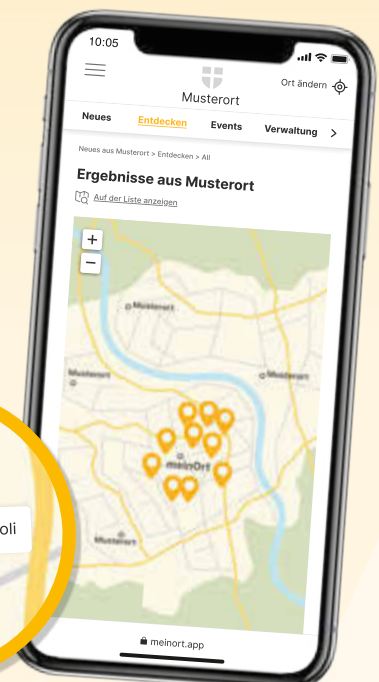 10:05
Musterort
Ort ändern
Neues Entdecken Events Verwaltung >
Neues aus Musterort > Entdecken > All
Ergebnisse aus Musterort
Auf der Liste anzeigen
+
−
Musterort
Musterort
Musterort
meinOrt
Musterort
oli
meinort.app